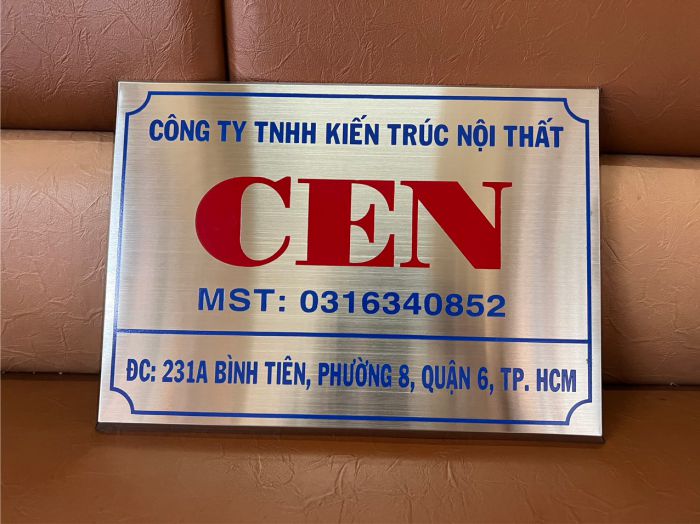 CÔNG TY TNHH KIẾN TRÚC NỘI THẤT
CEN
MST: 0316340852
ĐC: 231A BÌNH TIÊN, PHƯỜNG 8, QUẬN 6, TP. HCM